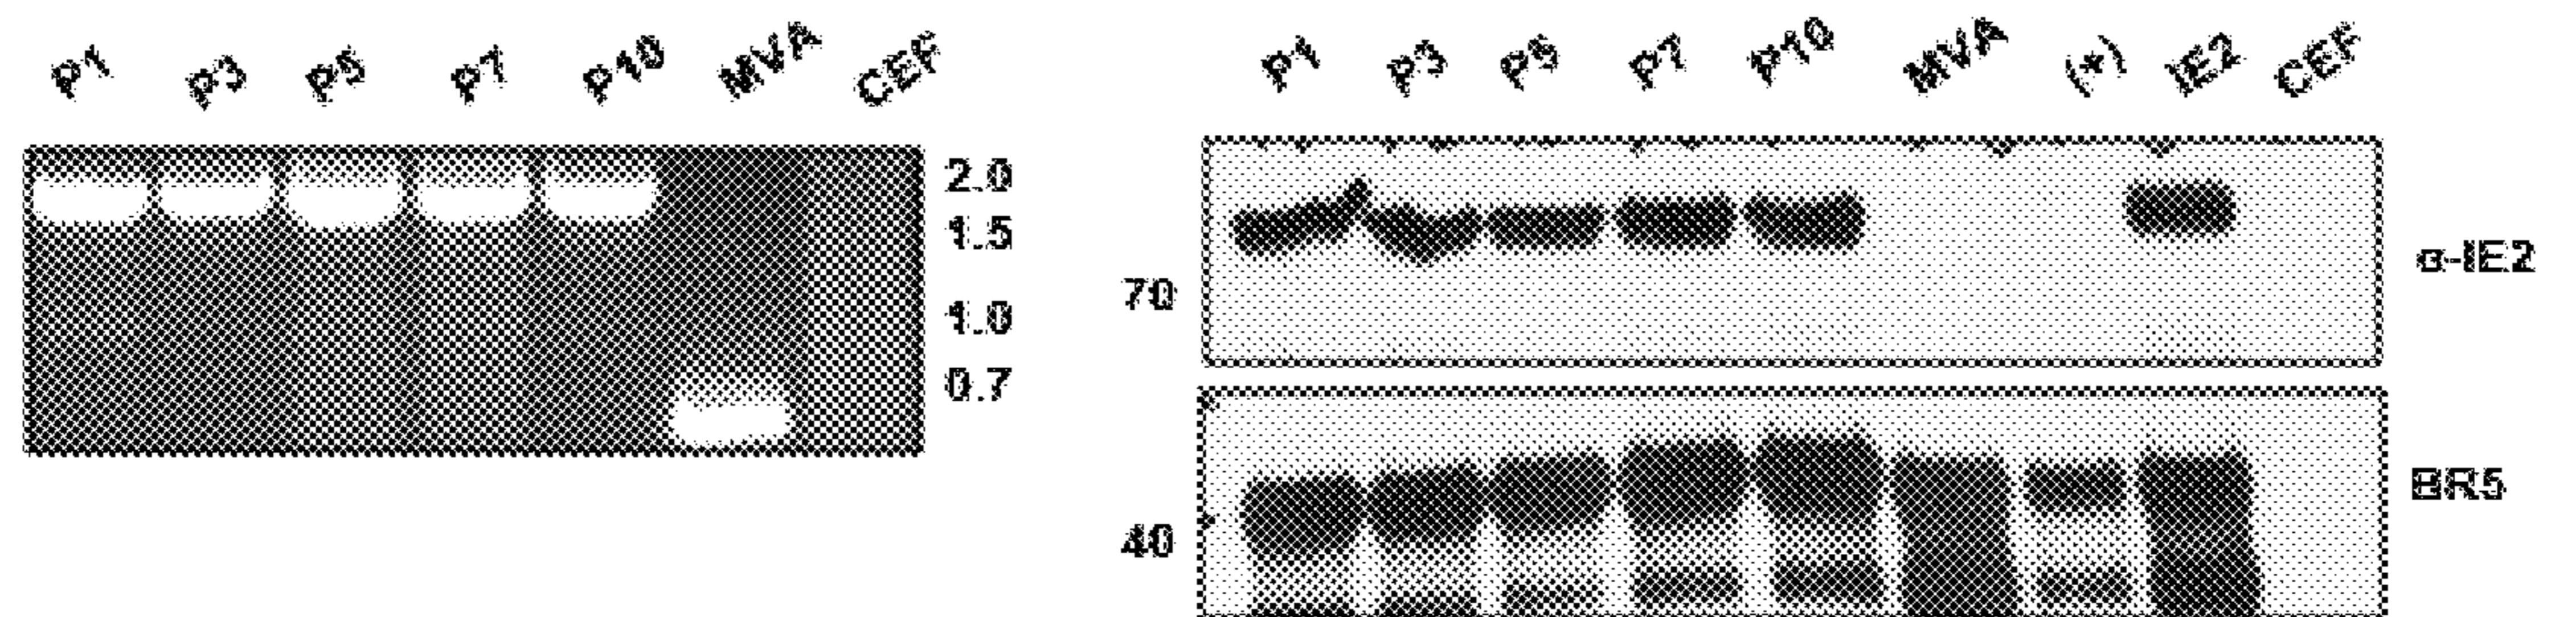 P1 P3 P5 P7 P10 MVA CEF
2.0
1.5
1.0
0.7
P1 P3 P5 P7 P10 MVA (+) IE2 CEF
70
α-IE2
40
BR5